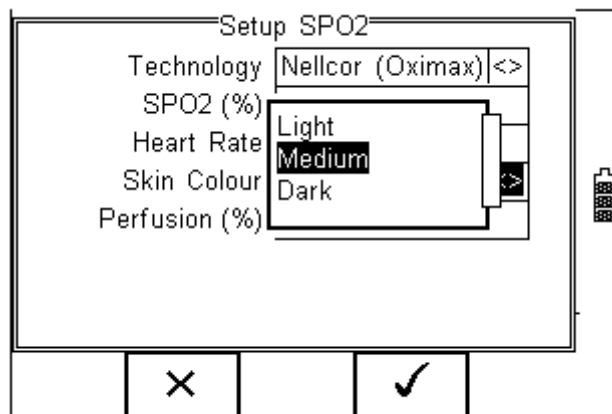 Setup SPO2
Technology Nellcor (Oximax) <>
SPO2 (%)
Light
Heart Rate
Medium
Skin Colour <>
Dark
Perfusion (%)